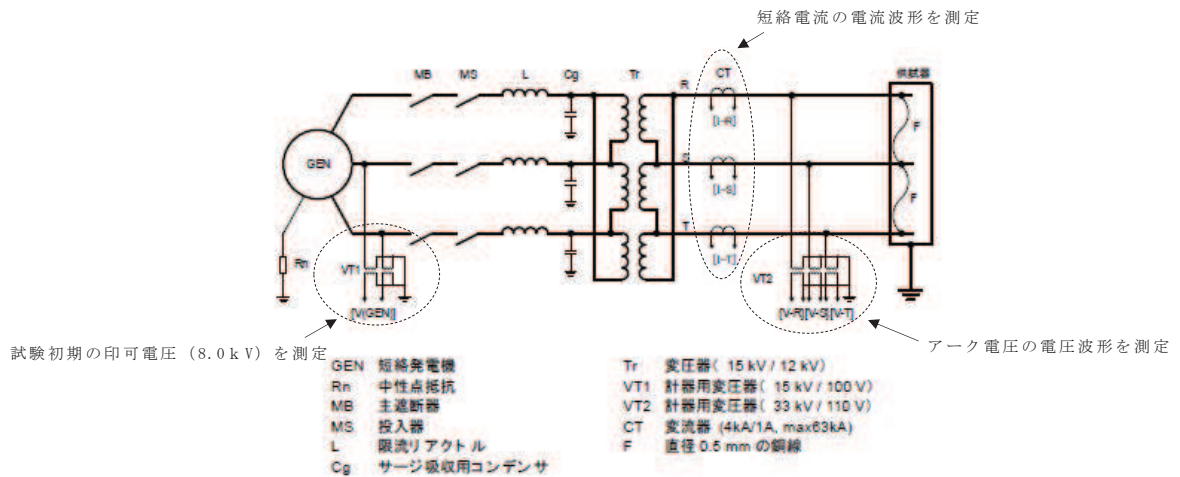 短絡電流の電流波形を測定
MB MS L Cg Tr R CT 供試器
[I-R]
F
GEN S
[I-S]
F
T
Rn VT1 [I-T] VT2
[V(GEN)] [V-R][V-S][V-T]
試験初期の印可電圧(8.0kV)を測定
アーク電圧の電圧波形を測定
GEN 短絡発電機
Rn 中性点抵抗
MB 主遮断器
MS 投入器
L 限流リアクトル
Cg サージ吸収用コンデンサ
Tr 変圧器( 15 kV / 12 kV)
VT1 計器用変圧器( 15 kV / 100 V)
VT2 計器用変圧器( 33 kV / 110 V)
CT 変流器 (4kA/1A, max63kA)
F 直径 0.5 mm の銅線